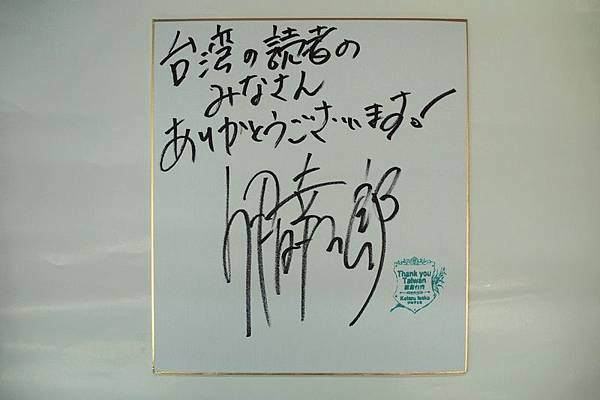 台湾の読者の
みなさん
ありがとうございます!
伊坂幸太郎
Thank you
Taiwan
Kotaro Isaka